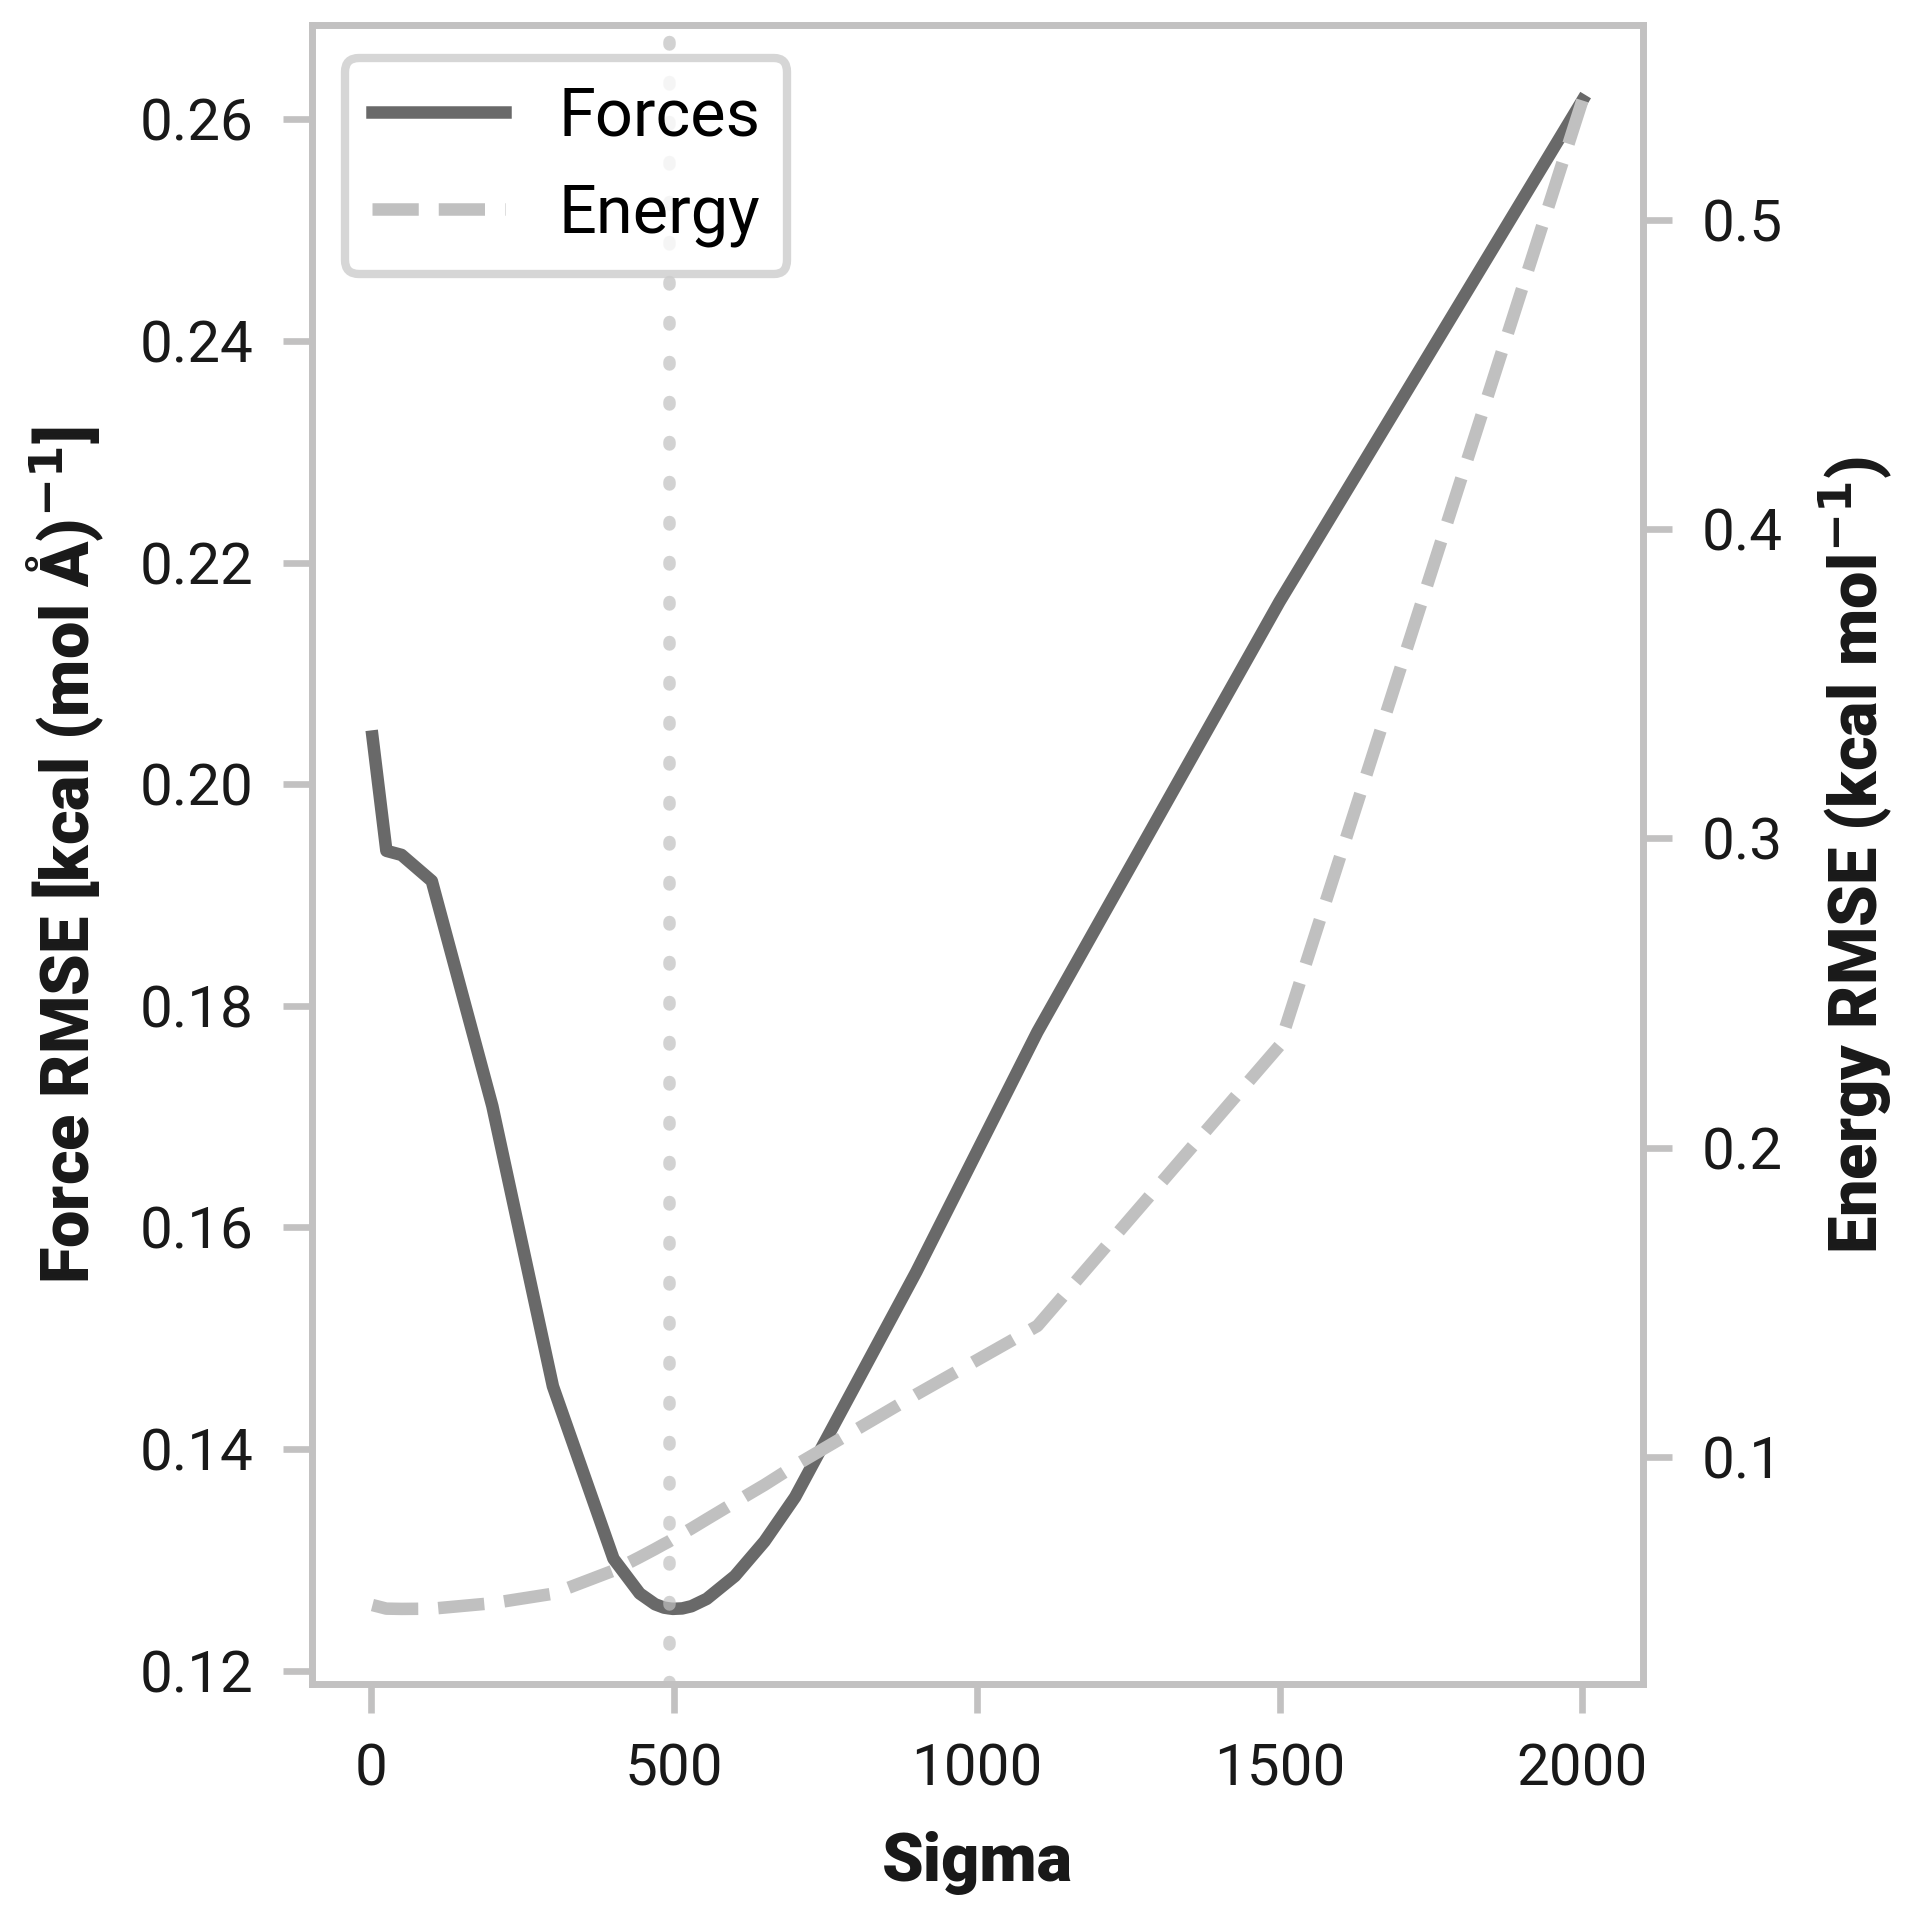 Forces
Energy
0.26
0.24
0.22
0.20
0.18
0.16
0.14
0.12
Force RMSE [kcal (mol Å)⁻¹]
0.5
0.4
0.3
0.2
0.1
Energy RMSE (kcal mol⁻¹)
0 500 1000 1500 2000
Sigma